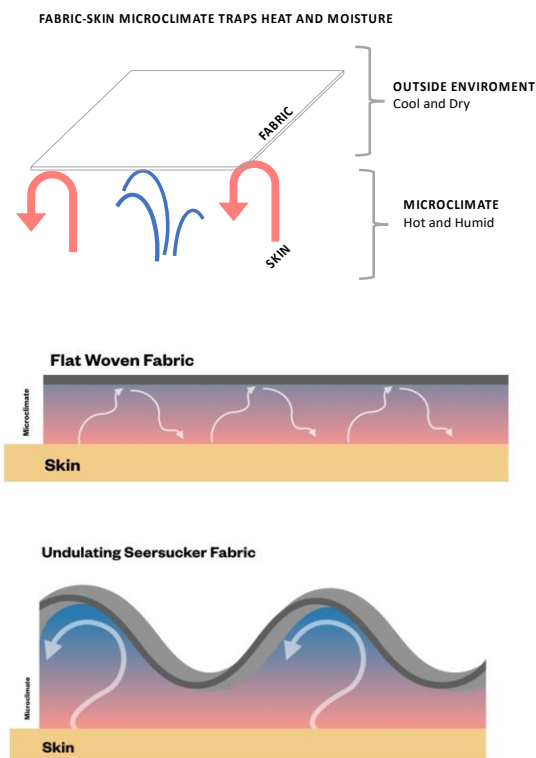 FABRIC-SKIN MICROCLIMATE TRAPS HEAT AND MOISTURE
OUTSIDE ENVIROMENT
Cool and Dry
FABRIC
MICROCLIMATE
Hot and Humid
SKIN
Flat Woven Fabric
Microclimate
Skin
Undulating Seersucker Fabric
Microclimate
Skin